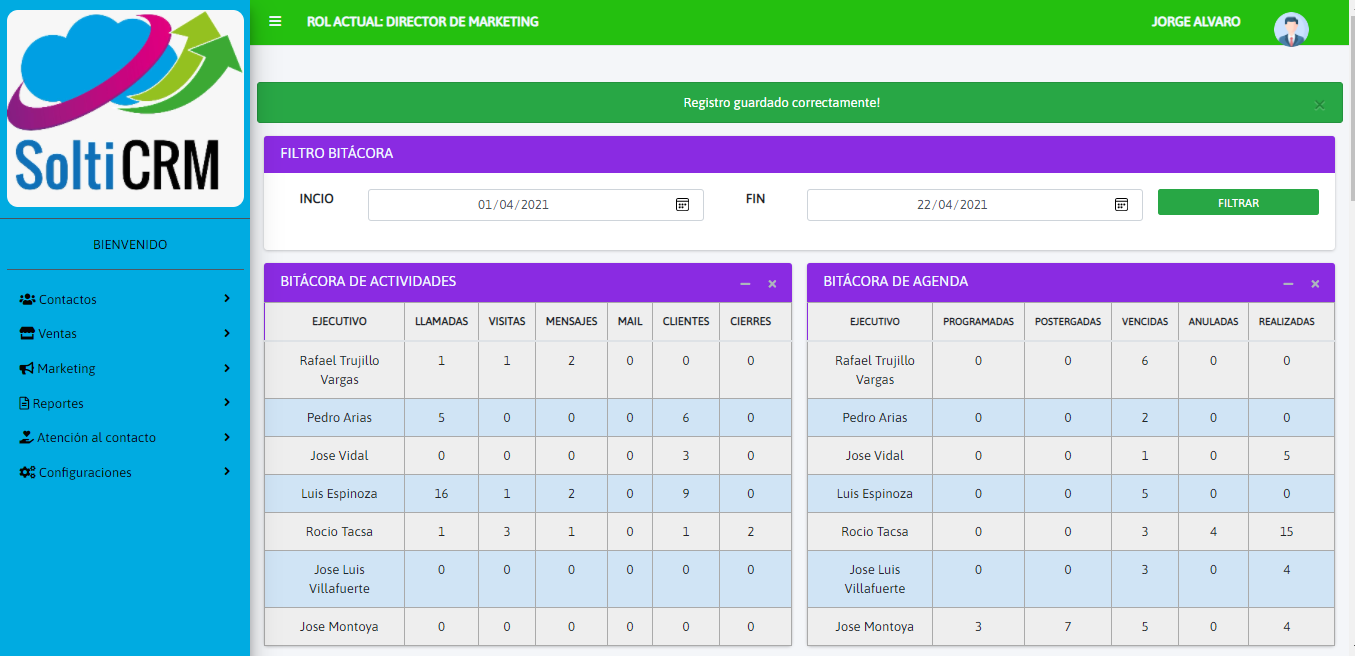 SoltiCRM
BIENVENIDO
Contactos
Ventas
Marketing
Reportes
Atención al contacto
Configuraciones
ROL ACTUAL: DIRECTOR DE MARKETING JORGE ALVARO
Registro guardado correctamente! ×
FILTRO BITÁCORA
INCIO 01/04/2021 FIN 22/04/2021 FILTRAR
BITÁCORA DE ACTIVIDADES
EJECUTIVO LLAMADAS VISITAS MENSAJES MAIL CLIENTES CIERRES
Rafael Trujillo Vargas 1 1 2 0 0 0
Pedro Arias 5 0 0 0 6 0
Jose Vidal 0 0 0 0 3 0
Luis Espinoza 16 1 2 0 9 0
Rocio Tacsa 1 3 1 0 1 2
Jose Luis Villafuerte 0 0 0 0 0 0
Jose Montoya 0 0 0 0 0 0
BITÁCORA DE AGENDA
EJECUTIVO PROGRAMADAS POSTERGADAS VENCIDAS ANULADAS REALIZADAS
Rafael Trujillo Vargas 0 0 6 0 0
Pedro Arias 0 0 2 0 0
Jose Vidal 0 0 1 0 5
Luis Espinoza 0 0 5 0 0
Rocio Tacsa 0 0 3 4 15
Jose Luis Villafuerte 0 0 3 0 4
Jose Montoya 3 7 5 0 4